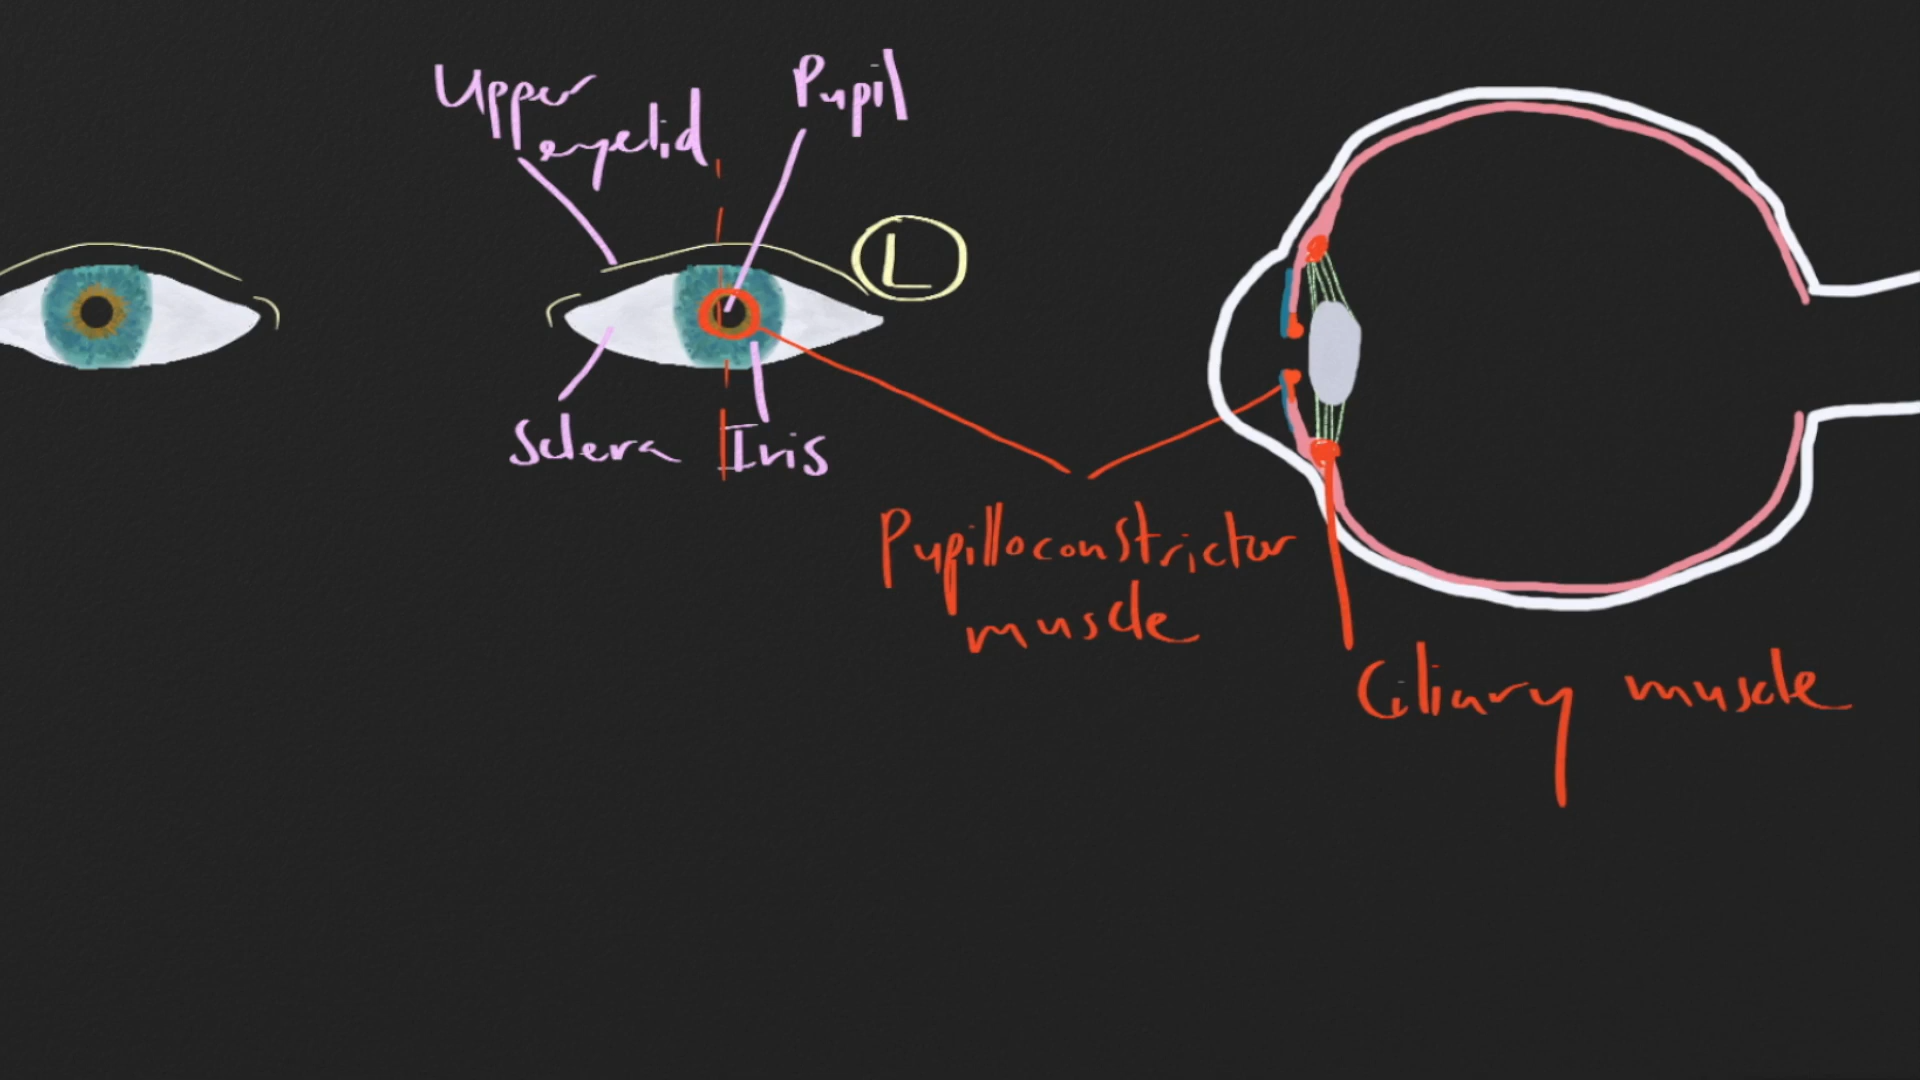 Upper
eyelid
Pupil
L
Sclera
Iris
Pupilloconstrictor
muscle
Ciliary muscle